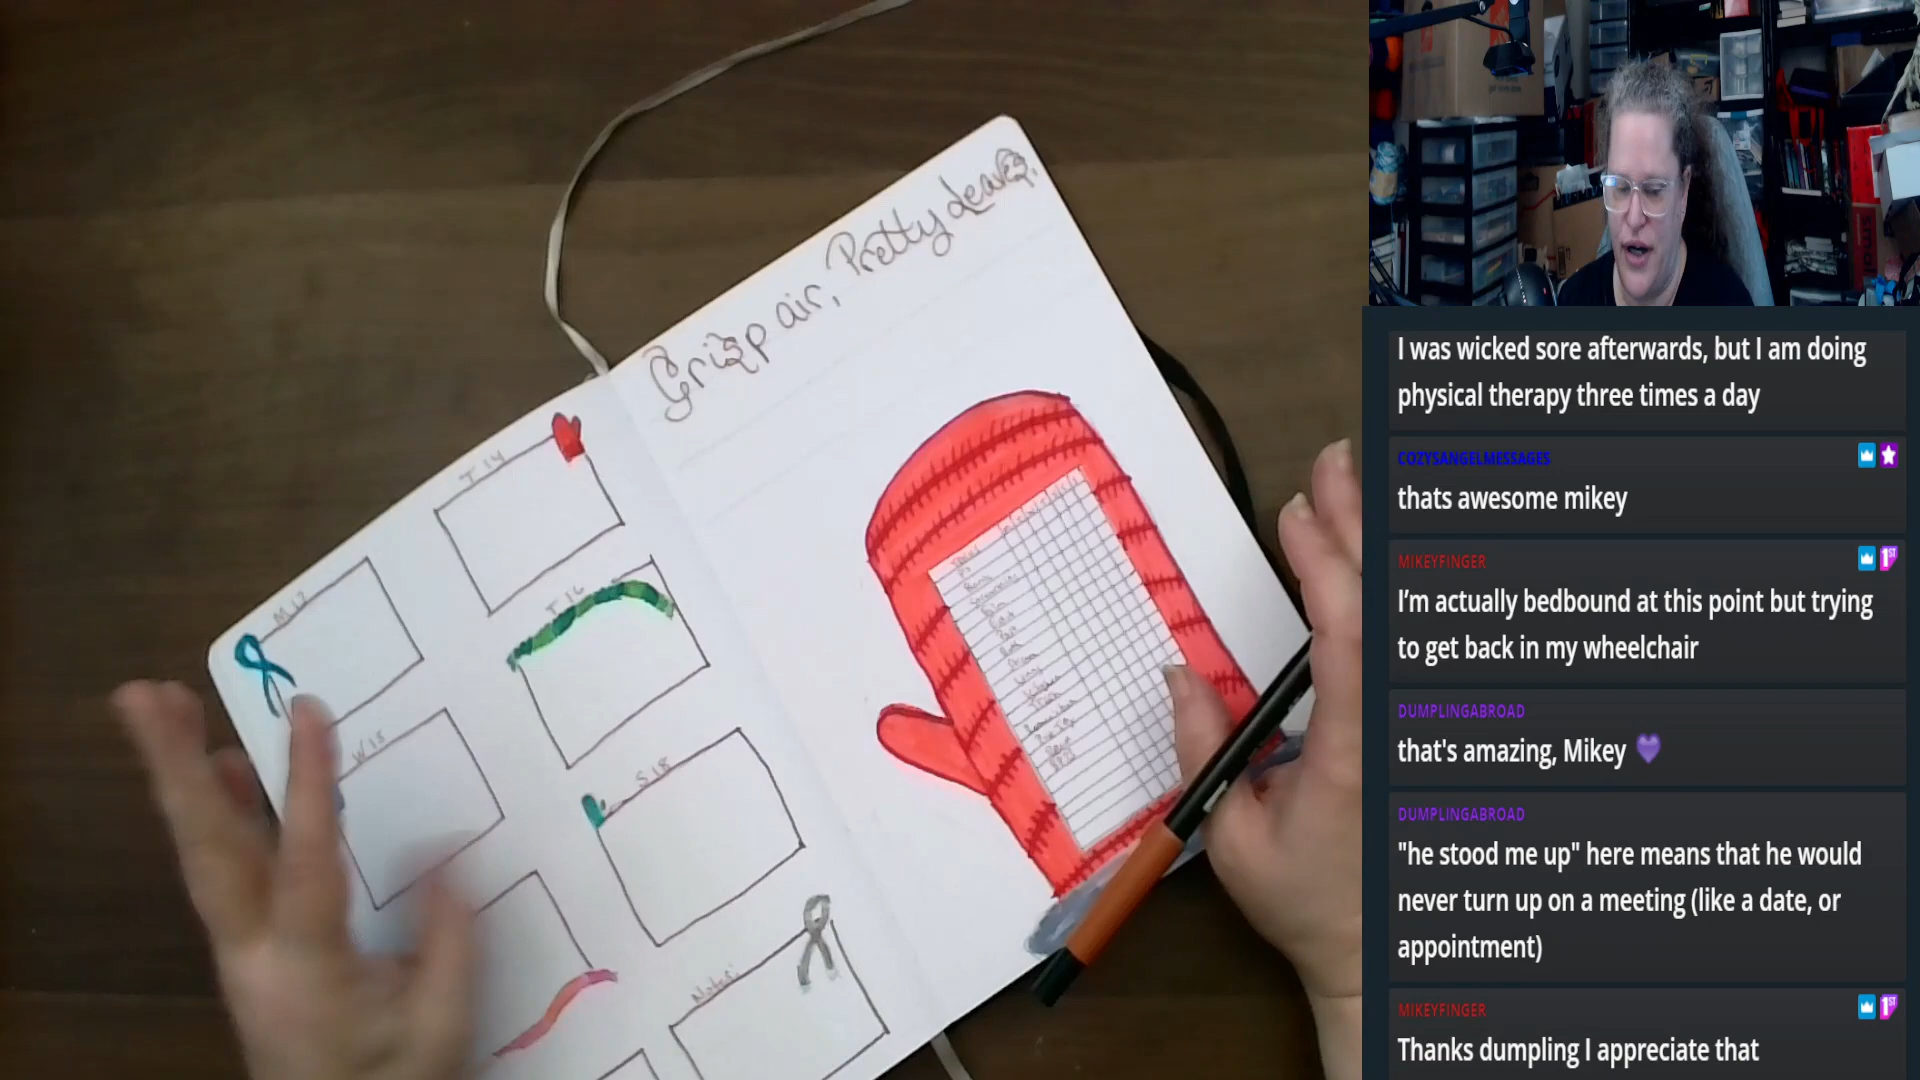 Crisp air, Pretty Leaves.
T 14
M 13
T 16
W 15
S 18
Notes:
I was wicked sore afterwards, but I am doing
physical therapy three times a day
COZYSANGELMESSAGES
thats awesome mikey
MIKEYFINGER
1ST
I'm actually bedbound at this point but trying
to get back in my wheelchair
DUMPLINGABROAD
that's amazing, Mikey
DUMPLINGABROAD
"he stood me up" here means that he would
never turn up on a meeting (like a date, or
appointment)
MIKEYFINGER
1ST
Thanks dumpling I appreciate that